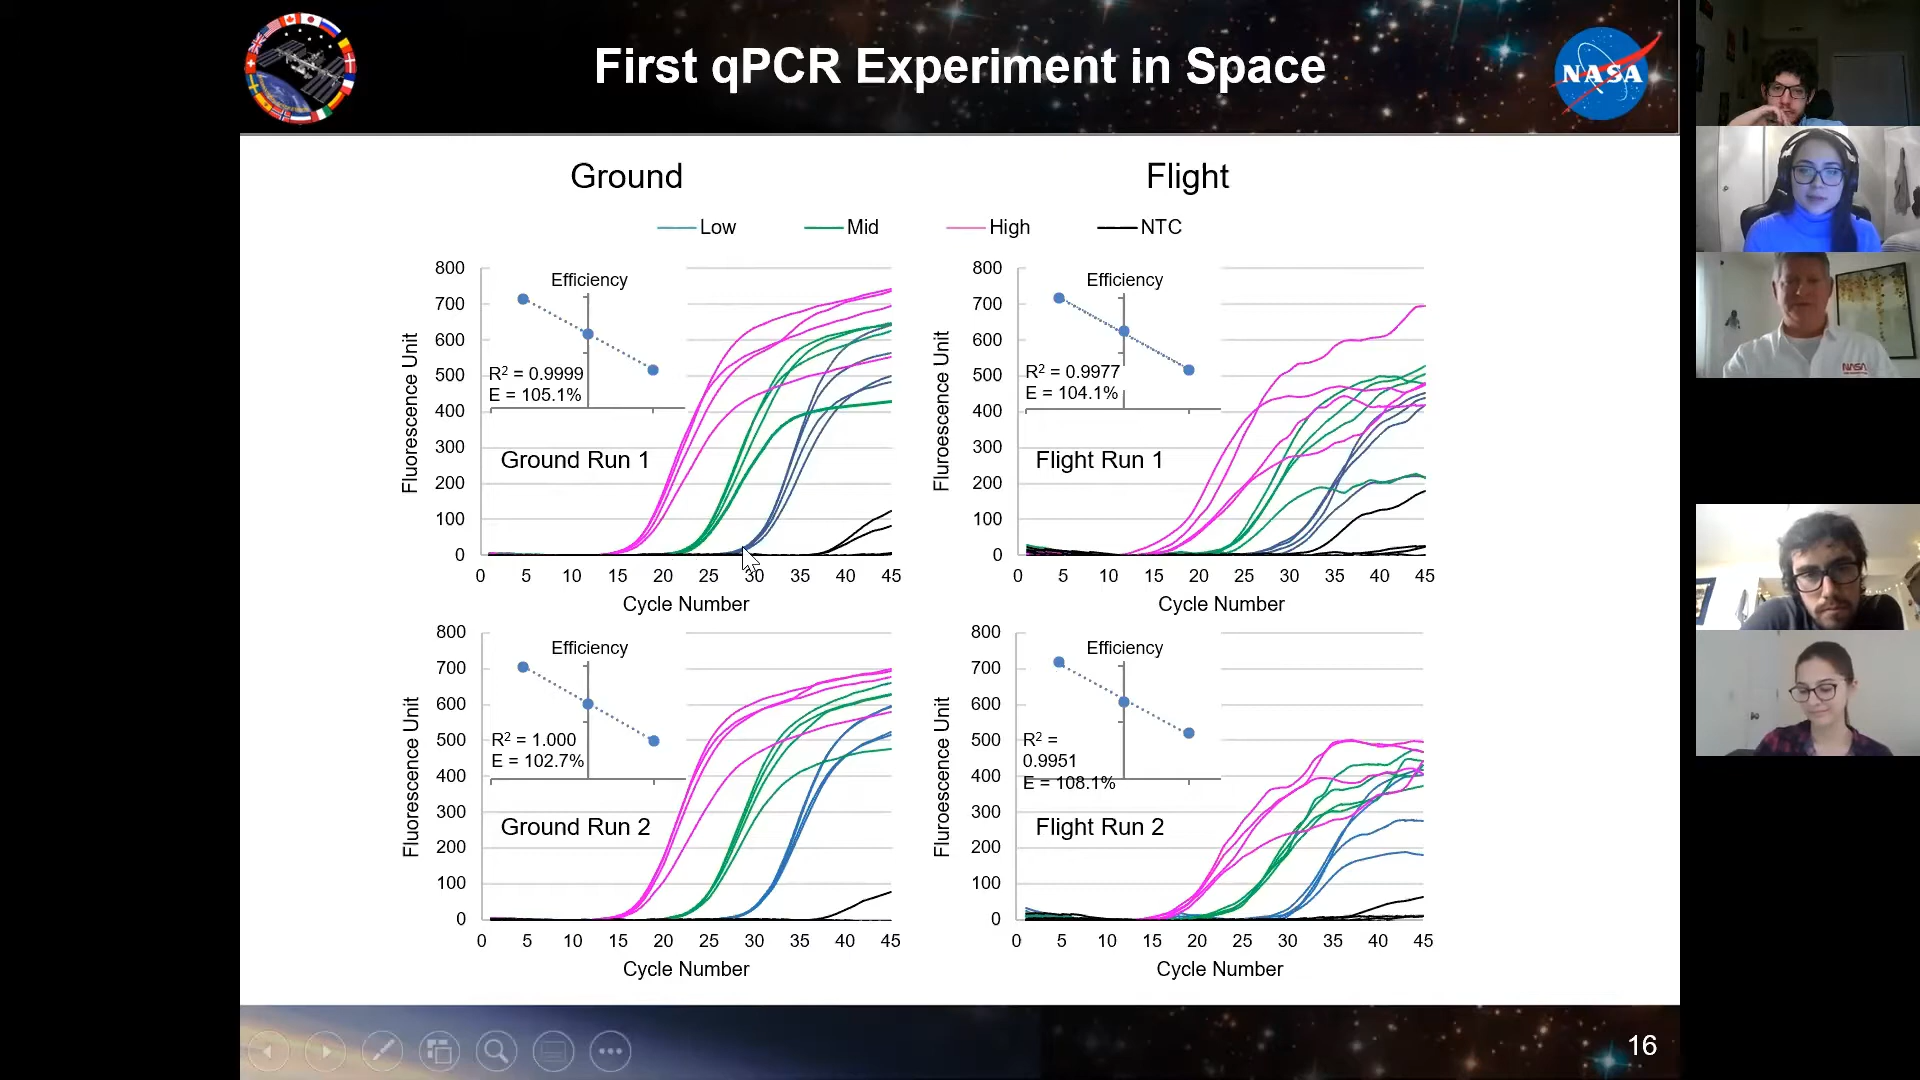 First qPCR Experiment in Space
NASA
Ground
Flight
Low Mid High NTC
800
700
600
500
400
300
200
100
0
Fluorescence Unit
Efficiency
R² = 0.9999
E = 105.1%
Ground Run 1
0 5 10 15 20 25 30 35 40 45
Cycle Number
800
700
600
500
400
300
200
100
0
Fluroescence Unit
Efficiency
R² = 0.9977
E = 104.1%
Flight Run 1
0 5 10 15 20 25 30 35 40 45
Cycle Number
800
700
600
500
400
300
200
100
0
Fluorescence Unit
Efficiency
R² = 1.000
E = 102.7%
Ground Run 2
0 5 10 15 20 25 30 35 40 45
Cycle Number
800
700
600
500
400
300
200
100
0
Fluroescence Unit
Efficiency
R² =
0.9951
E = 108.1%
Flight Run 2
0 5 10 15 20 25 30 35 40 45
Cycle Number
16
NASA